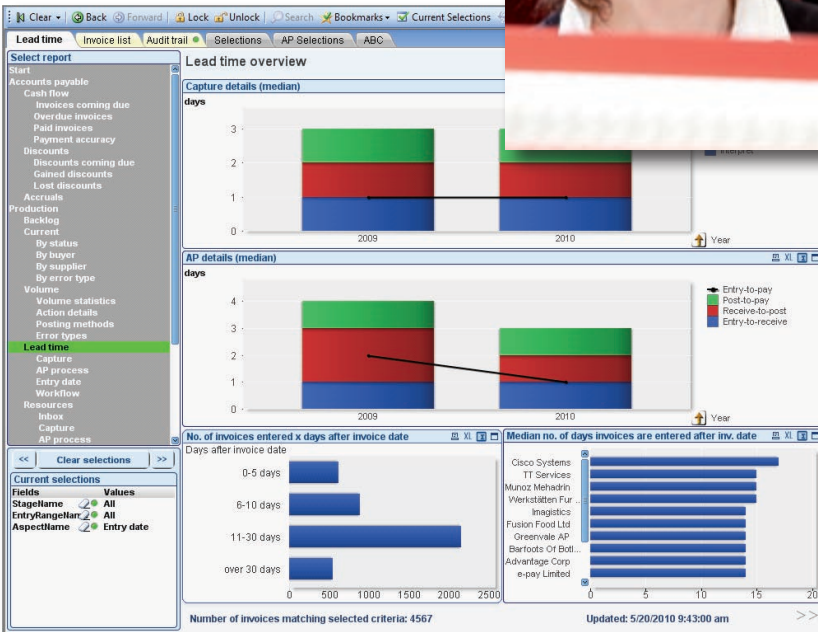 Clear Back Forward Lock Unlock Search Bookmarks Current Selections
Lead time Invoice list Audit trail Selections AP Selections ABC
Select report
Start
Accounts payable
Cash flow
Invoices coming due
Overdue invoices
Paid invoices
Payment accuracy
Discounts
Discounts coming due
Gained discounts
Lost discounts
Accruals
Production
Backlog
Current
By status
By buyer
By supplier
By error type
Volume
Volume statistics
Action details
Posting methods
Error types
Lead time
Capture
AP process
Entry date
Workflow
Resources
Inbox
Capture
AP process
<< Clear selections >>
Current selections
Fields Values
StageName All
EntryRangeNam All
AspectName Entry date
Lead time overview
Capture details (median)
days
3
2
1
0
2009 2010
Year
Interpret
AP details (median)
XL
days
4
3
2
1
0
2009 2010
Year
Entry-to-pay
Post-to-pay
Receive-to-post
Entry-to-receive
No. of invoices entered x days after invoice date
XL
Days after invoice date
0-5 days
6-10 days
11-30 days
over 30 days
0 500 1000 1500 2000 2500
Median no. of days invoices are entered after inv. date
XL
Cisco Systems
TT Services
Munoz Mehadrin
Werkstätten Fur ...
Imagistics
Fusion Food Ltd
Greenvale AP
Barfoots Of Botl...
Advantage Corp
e-pay Limited
0 5 10 15 20
Number of invoices matching selected criteria: 4567
Updated: 5/20/2010 9:43:00 am >>